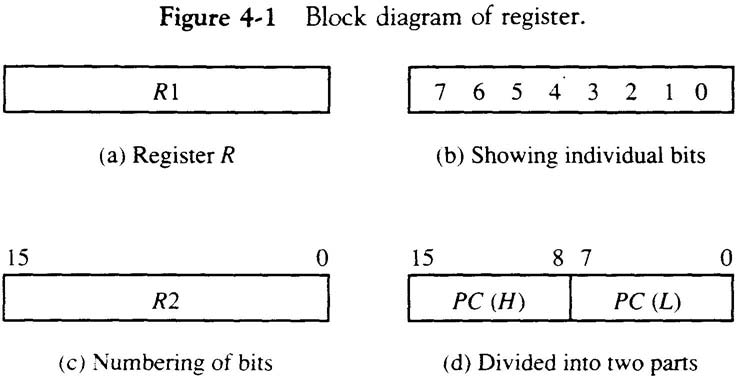 Figure 4-1 Block diagram of register.
R1
7 6 5 4 3 2 1 0
(a) Register R
(b) Showing individual bits
15 0
15 8 7 0
R2
PC (H) PC (L)
(c) Numbering of bits
(d) Divided into two parts